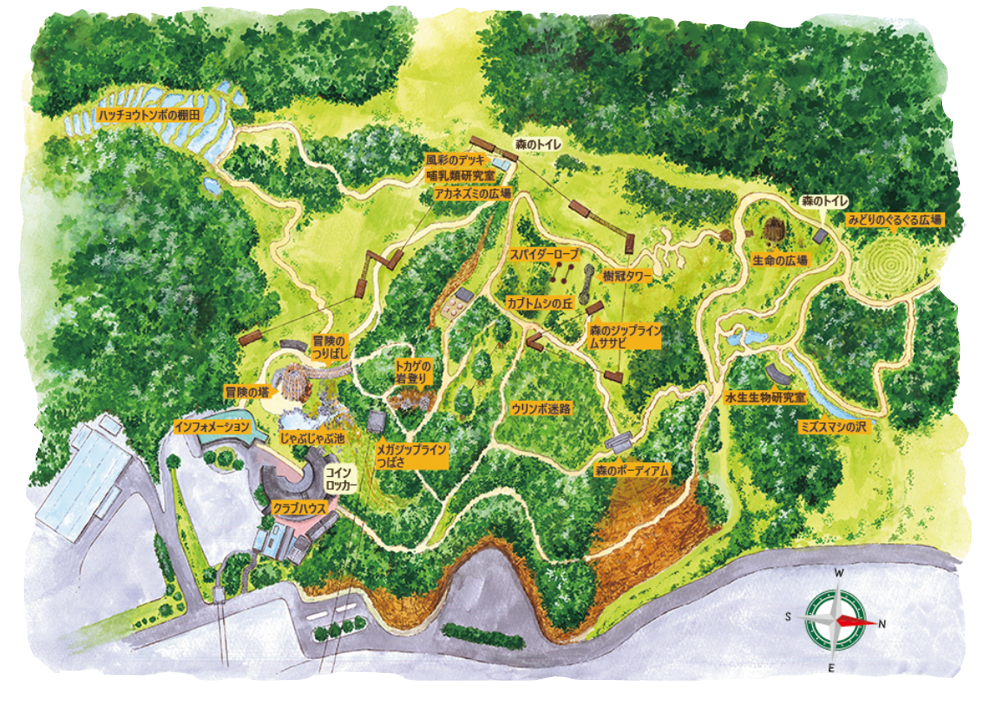 ハッチョウトンボの棚田
森のトイレ
風彩のデッキ
哺乳類研究室
アカネズミの広場
森のトイレ
みどりのぐるぐる広場
スパイダーロープ
樹冠タワー
生命の広場
カブトムシの丘
森のジップライン
ムササビ
冒険の
つりばし
トカゲの
岩登り
冒険の塔
水生生物研究室
ウリンボ迷路
ミズスマシの沢
インフォメーション
じゃぶじゃぶ池
メガジップライン
つばさ
森のポーディアム
コイン
ロッカー
クラブハウス
W
S
N
E